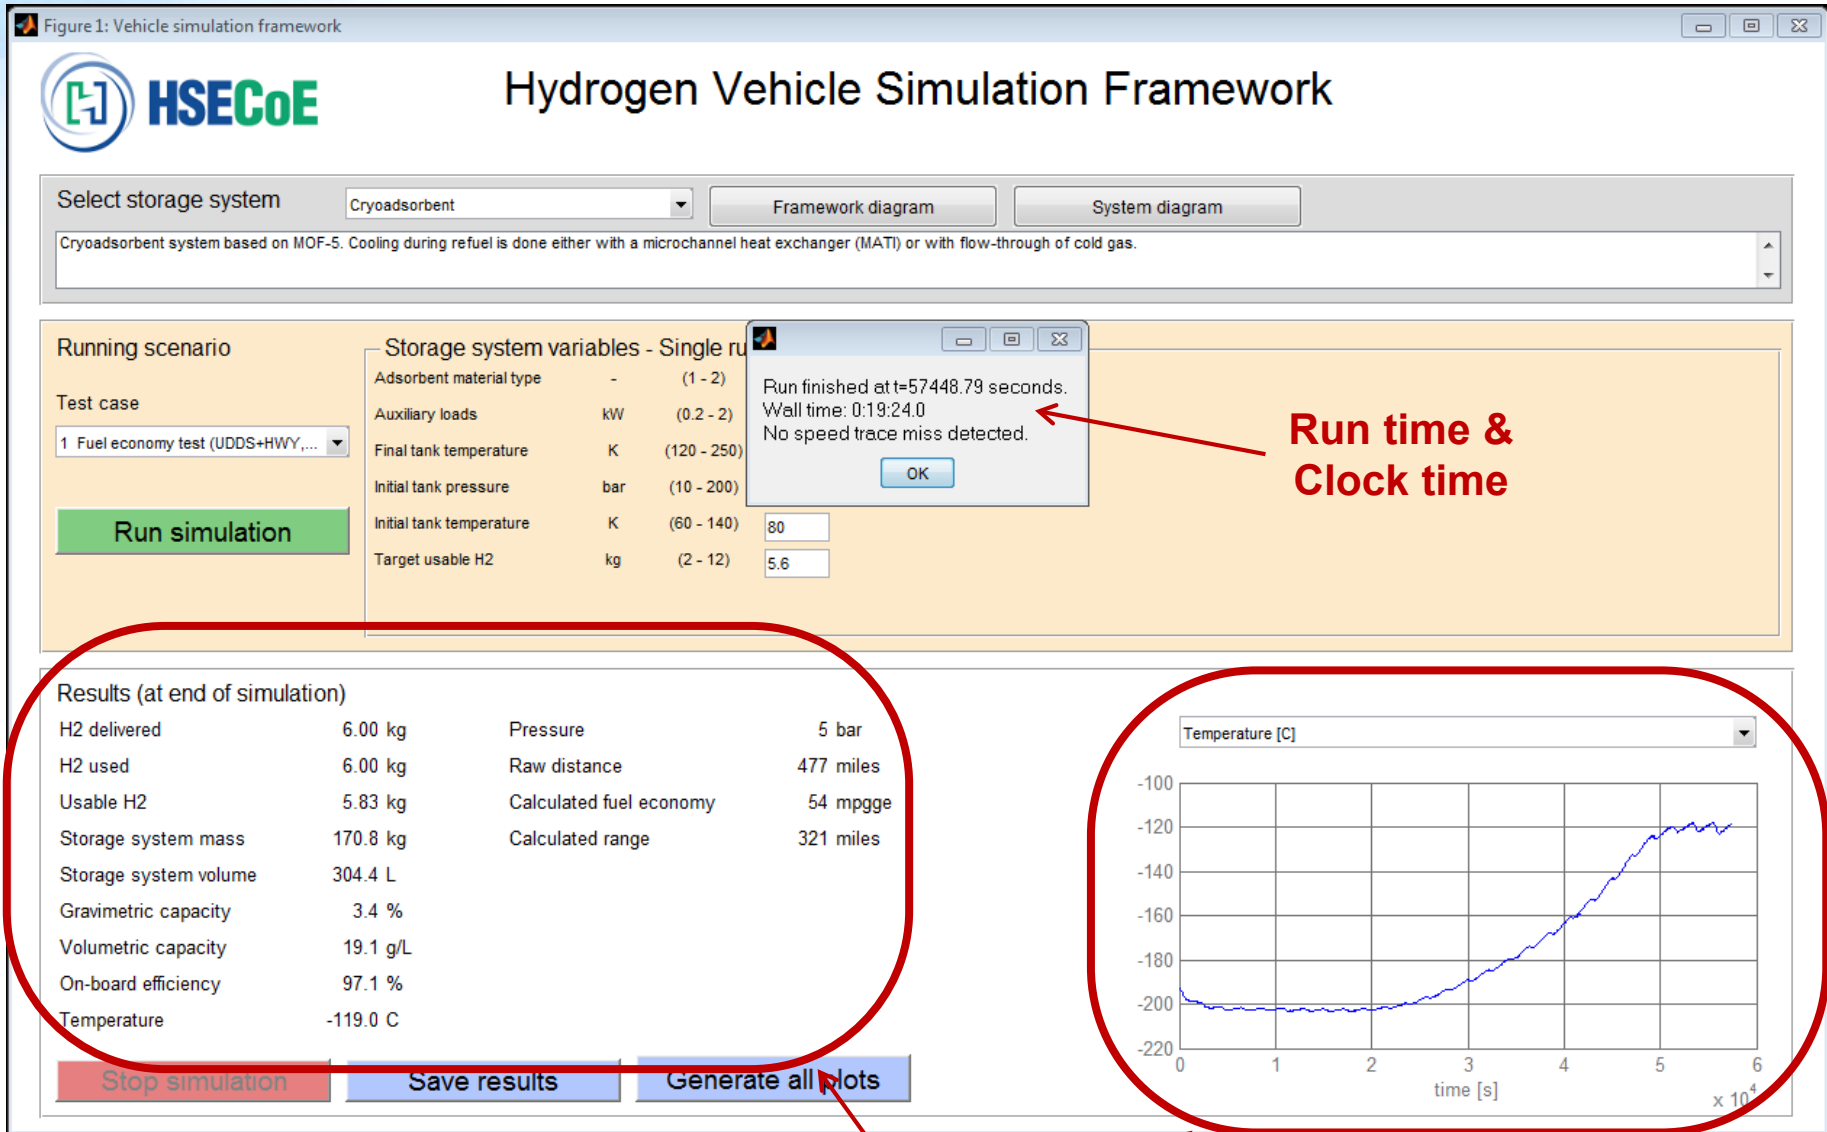 Figure 1: Vehicle simulation framework
HSECoE
Hydrogen Vehicle Simulation Framework
Select storage system
Cryoadsorbent
Framework diagram
System diagram
Cryoadsorbent system based on MOF-5. Cooling during refuel is done either with a microchannel heat exchanger (MATI) or with flow-through of cold gas.
Running scenario
Test case
1 Fuel economy test (UDDS+HWY,...
Run simulation
Storage system variables - Single ru
Adsorbent material type - (1 - 2)
Auxiliary loads kW (0.2 - 2)
Final tank temperature K (120 - 250)
Initial tank pressure bar (10 - 200)
Initial tank temperature K (60 - 140) 80
Target usable H2 kg (2 - 12) 5.6
Run finished at t=57448.79 seconds.
Wall time: 0:19:24.0
No speed trace miss detected.
OK
Run time &
Clock time
Results (at end of simulation)
H2 delivered 6.00 kg Pressure 5 bar
H2 used 6.00 kg Raw distance 477 miles
Usable H2 5.83 kg Calculated fuel economy 54 mpgge
Storage system mass 170.8 kg Calculated range 321 miles
Storage system volume 304.4 L
Gravimetric capacity 3.4 %
Volumetric capacity 19.1 g/L
On-board efficiency 97.1 %
Temperature -119.0 C
Stop simulation
Save results
Generate all plots
Temperature [C]
-100
-120
-140
-160
-180
-200
-220
0 1 2 3 4 5 6
time [s]
x 10^4